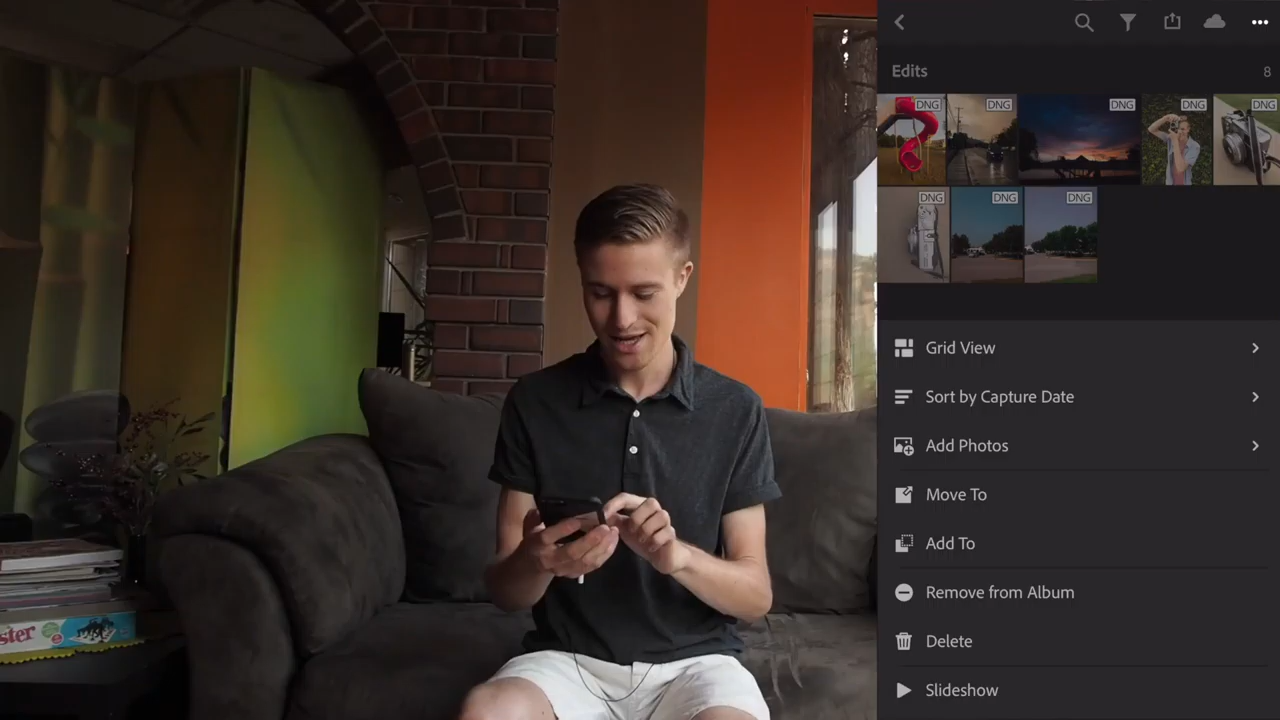 Edits 8
DNG DNG DNG DNG DNG
DNG DNG DNG
Grid View
Sort by Capture Date
Add Photos
Move To
Add To
Remove from Album
Delete
Slideshow
ster